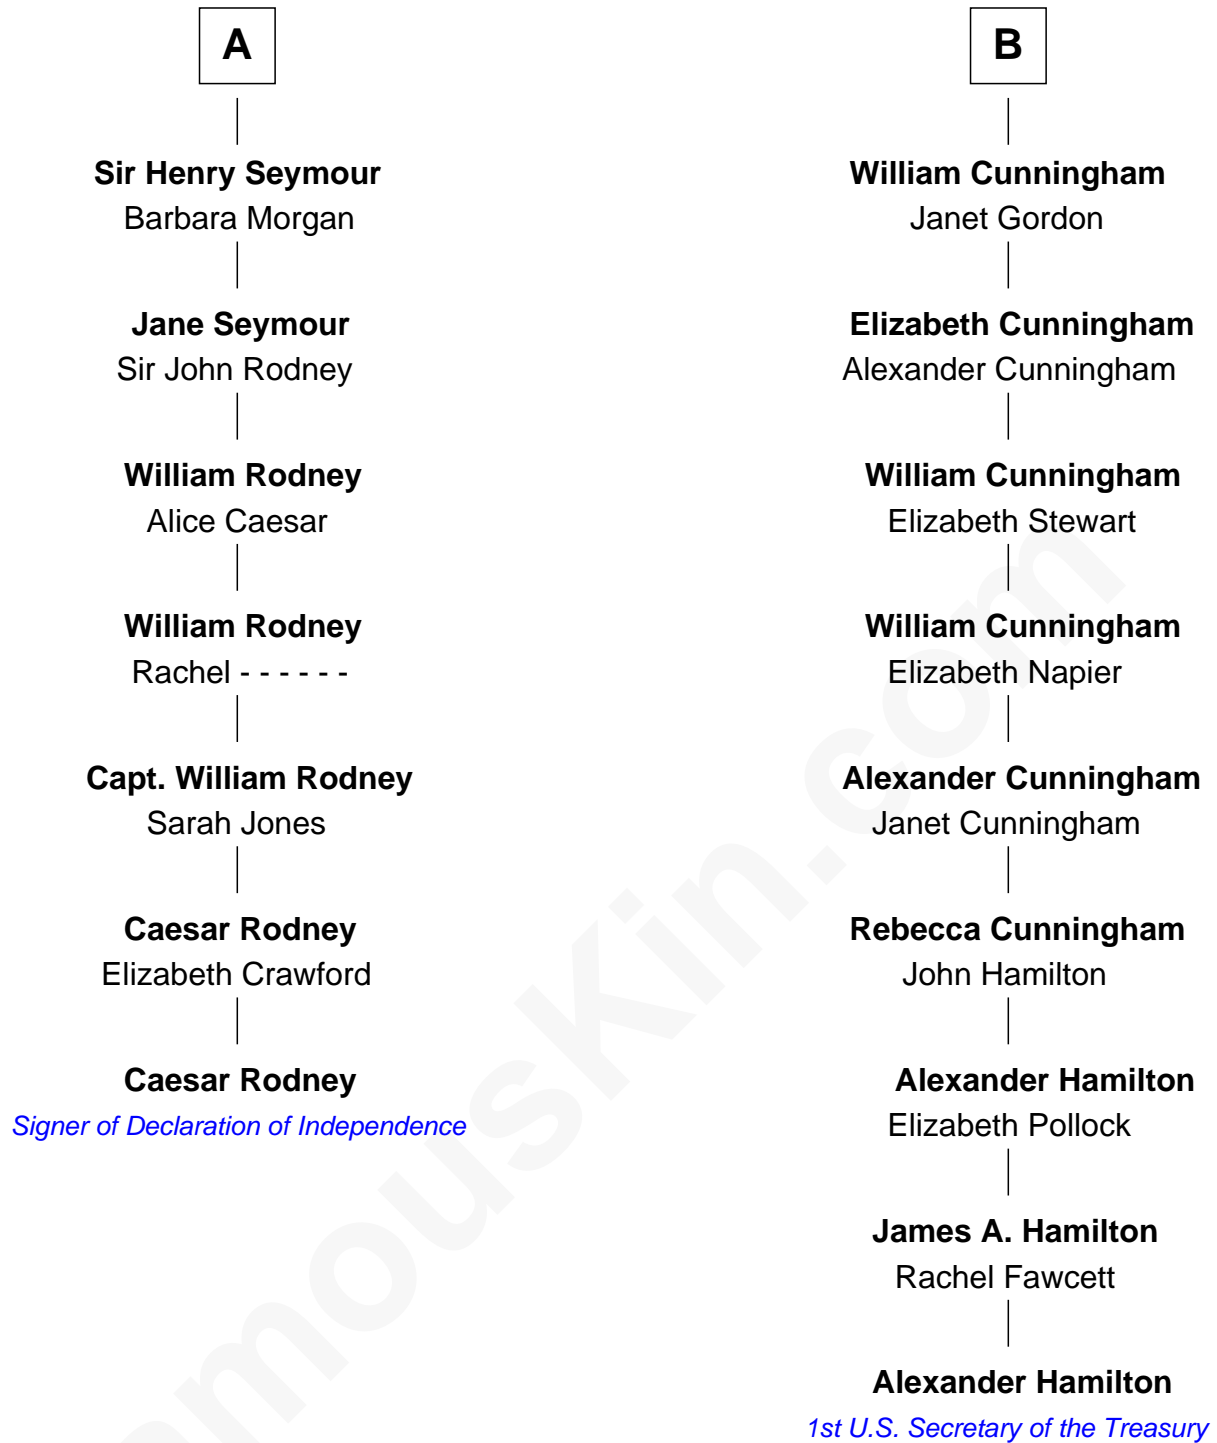 A
Sir Henry Seymour
Barbara Morgan
Jane Seymour
Sir John Rodney
William Rodney
Alice Caesar
William Rodney
Rachel - - - - - -
Capt. William Rodney
Sarah Jones
Caesar Rodney
Elizabeth Crawford
Caesar Rodney
Signer of Declaration of Independence
B
William Cunningham
Janet Gordon
Elizabeth Cunningham
Alexander Cunningham
William Cunningham
Elizabeth Stewart
William Cunningham
Elizabeth Napier
Alexander Cunningham
Janet Cunningham
Rebecca Cunningham
John Hamilton
Alexander Hamilton
Elizabeth Pollock
James A. Hamilton
Rachel Fawcett
Alexander Hamilton
1st U.S. Secretary of the Treasury
amouskin.com